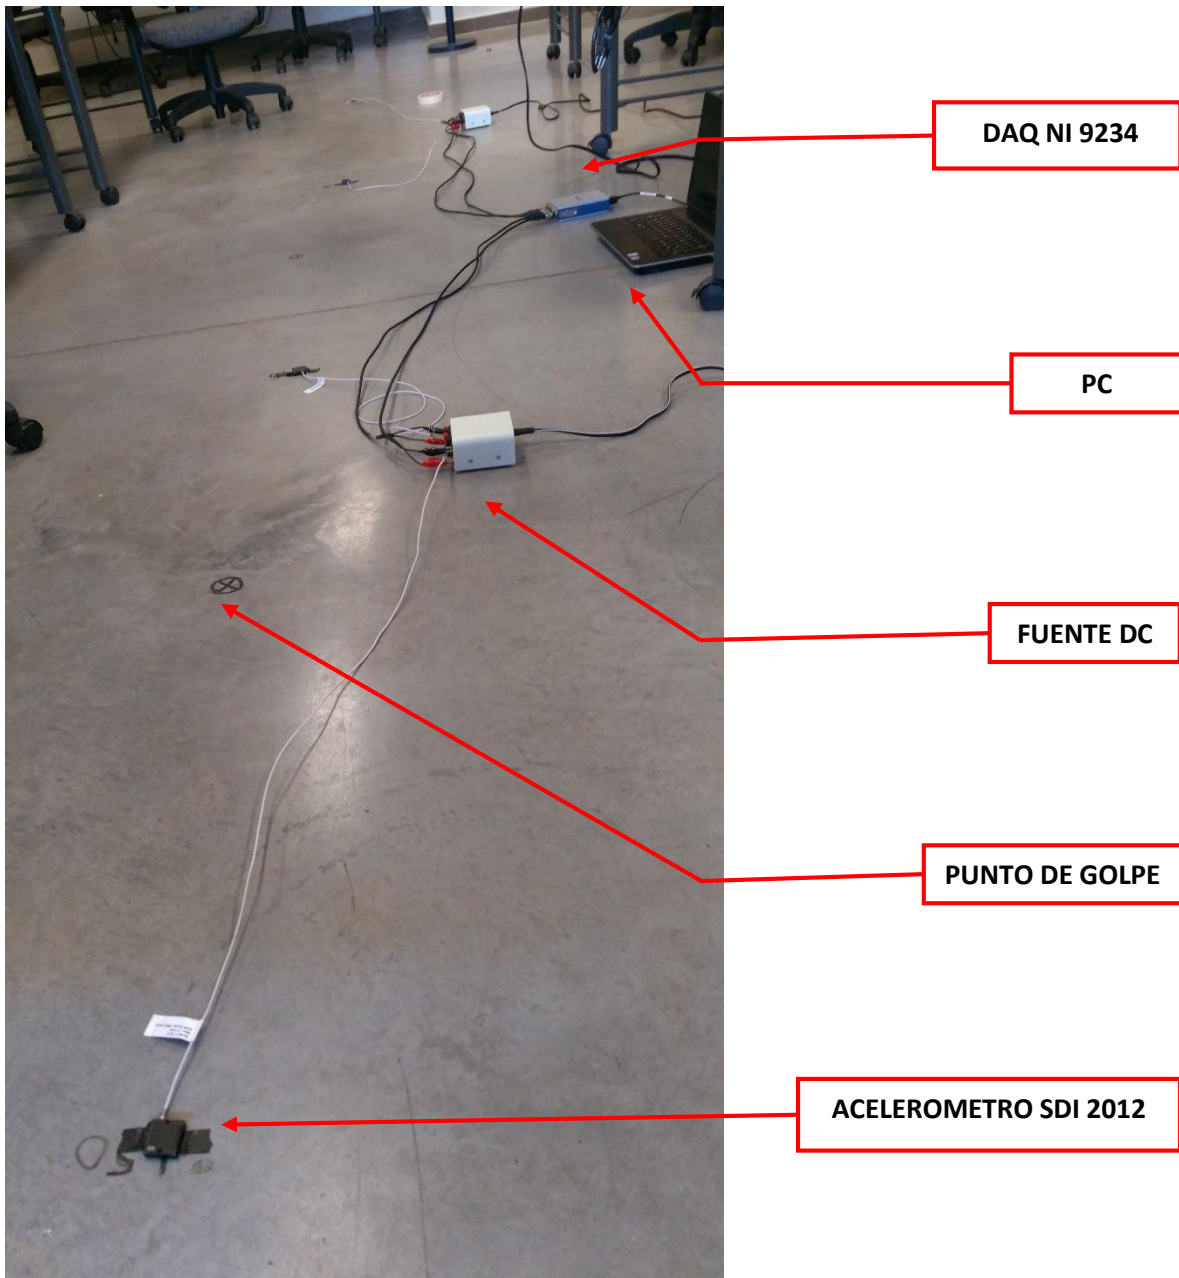 DAQ NI 9234
PC
FUENTE DC
PUNTO DE GOLPE
ACELEROMETRO SDI 2012